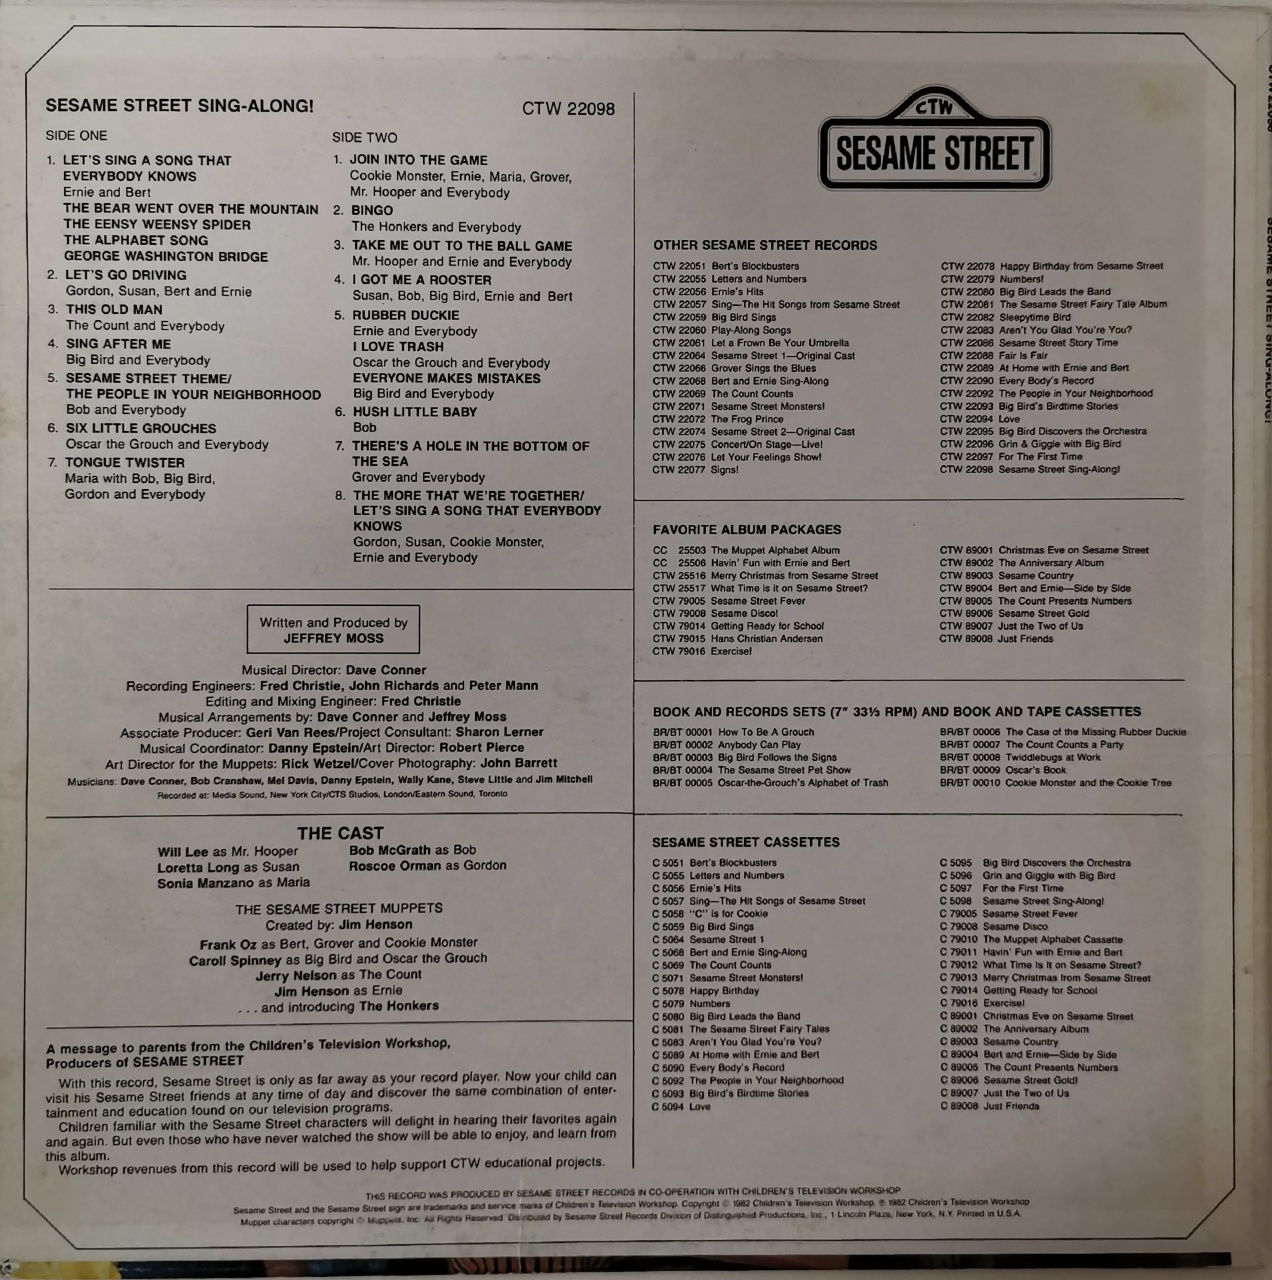 SESAME STREET SING-ALONG!
CTW 22098
SIDE ONE
1. LET'S SING A SONG THAT
EVERYBODY KNOWS
Ernie and Bert
THE BEAR WENT OVER THE MOUNTAIN
THE EENSY WEENSY SPIDER
THE ALPHABET SONG
GEORGE WASHINGTON BRIDGE
2. LET'S GO DRIVING
Gordon, Susan, Bert and Ernie
3. THIS OLD MAN
The Count and Everybody
4. SING AFTER ME
Big Bird and Everybody
5. SESAME STREET THEME/
THE PEOPLE IN YOUR NEIGHBORHOOD
Bob and Everybody
6. SIX LITTLE GROUCHES
Oscar the Grouch and Everybody
7. TONGUE TWISTER
Maria with Bob, Big Bird,
Gordon and Everybody
SIDE TWO
1. JOIN INTO THE GAME
Cookie Monster, Ernie, Maria, Grover,
Mr. Hooper and Everybody
2. BINGO
The Honkers and Everybody
3. TAKE ME OUT TO THE BALL GAME
Mr. Hooper and Ernie and Everybody
4. I GOT ME A ROOSTER
Susan, Bob, Big Bird, Ernie and Bert
5. RUBBER DUCKIE
Ernie and Everybody
I LOVE TRASH
Oscar the Grouch and Everybody
EVERYONE MAKES MISTAKES
Big Bird and Everybody
6. HUSH LITTLE BABY
Bob
7. THERE'S A HOLE IN THE BOTTOM OF
THE SEA
Grover and Everybody
8. THE MORE THAT WE'RE TOGETHER/
LET'S SING A SONG THAT EVERYBODY
KNOWS
Gordon, Susan, Cookie Monster,
Ernie and Everybody
Written and Produced by
JEFFREY MOSS
Musical Director: Dave Conner
Recording Engineers: Fred Christie, John Richards and Peter Mann
Editing and Mixing Engineer: Fred Christie
Musical Arrangements by: Dave Conner and Jeffrey Moss
Associate Producer: Geri Van Rees/Project Consultant: Sharon Lerner
Musical Coordinator: Danny Epstein/Art Director: Robert Pierce
Art Director for the Muppets: Rick Wetzel/Cover Photography: John Barrett
Musicians: Dave Conner, Bob Cranshaw, Mel Davis, Danny Epstein, Wally Kane, Steve Little and Jim Mitchell
Recorded at: Media Sound, New York City/CTS Studios, London/Eastern Sound, Toronto
THE CAST
Will Lee as Mr. Hooper
Loretta Long as Susan
Sonia Manzano as Maria
Bob McGrath as Bob
Roscoe Orman as Gordon
THE SESAME STREET MUPPETS
Created by: Jim Henson
Frank Oz as Bert, Grover and Cookie Monster
Caroll Spinney as Big Bird and Oscar the Grouch
Jerry Nelson as The Count
Jim Henson as Ernie
. . . and introducing The Honkers
A message to parents from the Children's Television Workshop,
Producers of SESAME STREET
With this record, Sesame Street is only as far away as your record player. Now your child can
visit his Sesame Street friends at any time of day and discover the same combination of enter-
tainment and education found on our television programs.
Children familiar with the Sesame Street characters will delight in hearing their favorites again
and again. But even those who have never watched the show will be able to enjoy, and learn from
this album.
Workshop revenues from this record will be used to help support CTW educational projects.
CTW
SESAME STREET
OTHER SESAME STREET RECORDS
CTW 22051 Bert's Blockbusters
CTW 22055 Letters and Numbers
CTW 22056 Ernie's Hits
CTW 22057 Sing—The Hit Songs from Sesame Street
CTW 22059 Big Bird Sings
CTW 22060 Play-Along Songs
CTW 22061 Let a Frown Be Your Umbrella
CTW 22064 Sesame Street 1—Original Cast
CTW 22066 Grover Sings the Blues
CTW 22068 Bert and Ernie Sing-Along
CTW 22069 The Count Counts
CTW 22071 Sesame Street Monsters!
CTW 22072 The Frog Prince
CTW 22074 Sesame Street 2—Original Cast
CTW 22075 Concert/On Stage—Live!
CTW 22076 Let Your Feelings Show!
CTW 22077 Signs!
CTW 22078 Happy Birthday from Sesame Street
CTW 22079 Numbers!
CTW 22080 Big Bird Leads the Band
CTW 22081 The Sesame Street Fairy Tale Album
CTW 22082 Sleepytime Bird
CTW 22083 Aren't You Glad You're You?
CTW 22086 Sesame Street Story Time
CTW 22088 Fair Is Fair
CTW 22089 At Home with Ernie and Bert
CTW 22090 Every Body's Record
CTW 22092 The People in Your Neighborhood
CTW 22093 Big Bird's Birdtime Stories
CTW 22094 Love
CTW 22095 Big Bird Discovers the Orchestra
CTW 22096 Grin & Giggle with Big Bird
CTW 22097 For The First Time
CTW 22098 Sesame Street Sing-Along!
FAVORITE ALBUM PACKAGES
CC 25503 The Muppet Alphabet Album
CC 25506 Havin' Fun with Ernie and Bert
CTW 25516 Merry Christmas from Sesame Street
CTW 25517 What Time is it on Sesame Street?
CTW 79005 Sesame Street Fever
CTW 79008 Sesame Disco!
CTW 79014 Getting Ready for School
CTW 79015 Hans Christian Andersen
CTW 79016 Exercise!
CTW 89001 Christmas Eve on Sesame Street
CTW 89002 The Anniversary Album
CTW 89003 Sesame Country
CTW 89004 Bert and Ernie—Side by Side
CTW 89005 The Count Presents Numbers
CTW 89006 Sesame Street Gold
CTW 89007 Just the Two of Us
CTW 89008 Just Friends
BOOK AND RECORDS SETS (7" 33⅓ RPM) AND BOOK AND TAPE CASSETTES
BR/BT 00001 How To Be A Grouch
BR/BT 00002 Anybody Can Play
BR/BT 00003 Big Bird Follows the Signs
BR/BT 00004 The Sesame Street Pet Show
BR/BT 00005 Oscar-the-Grouch's Alphabet of Trash
BR/BT 00006 The Case of the Missing Rubber Duckie
BR/BT 00007 The Count Counts a Party
BR/BT 00008 Twiddlebugs at Work
BR/BT 00009 Oscar's Book
BR/BT 00010 Cookie Monster and the Cookie Tree
SESAME STREET CASSETTES
C 5051 Bert's Blockbusters
C 5055 Letters and Numbers
C 5056 Ernie's Hits
C 5057 Sing—The Hit Songs of Sesame Street
C 5058 "C" is for Cookie
C 5059 Big Bird Sings
C 5064 Sesame Street 1
C 5068 Bert and Ernie Sing-Along
C 5069 The Count Counts
C 5071 Sesame Street Monsters!
C 5078 Happy Birthday
C 5079 Numbers
C 5080 Big Bird Leads the Band
C 5081 The Sesame Street Fairy Tales
C 5083 Aren't You Glad You're You?
C 5089 At Home with Ernie and Bert
C 5090 Every Body's Record
C 5092 The People in Your Neighborhood
C 5093 Big Bird's Birdtime Stories
C 5094 Love
C 5095 Big Bird Discovers the Orchestra
C 5096 Grin and Giggle with Big Bird
C 5097 For the First Time
C 5098 Sesame Street Sing-Along!
C 79005 Sesame Street Fever
C 79008 Sesame Disco
C 79010 The Muppet Alphabet Cassette
C 79011 Havin' Fun with Ernie and Bert
C 79012 What Time Is It on Sesame Street?
C 79013 Merry Christmas from Sesame Street
C 79014 Getting Ready for School
C 79016 Exercise!
C 89001 Christmas Eve on Sesame Street
C 89002 The Anniversary Album
C 89003 Sesame Country
C 89004 Bert and Ernie—Side by Side
C 89005 The Count Presents Numbers
C 89006 Sesame Street Gold!
C 89007 Just the Two of Us
C 89008 Just Friends
THIS RECORD WAS PRODUCED BY SESAME STREET RECORDS IN CO-OPERATION WITH CHILDREN'S TELEVISION WORKSHOP
Sesame Street and the Sesame Street sign are trademarks and service marks of Children's Television Workshop. Copyright © 1982 Children's Television Workshop. ℗ 1982 Children's Television Workshop
Muppet characters copyright © Muppets, Inc. All Rights Reserved. Distributed by Sesame Street Records Division of Distinguished Productions, Inc., 1 Lincoln Plaza, New York, N.Y. Printed in U.S.A.
SESAME STREET SING-ALONG!